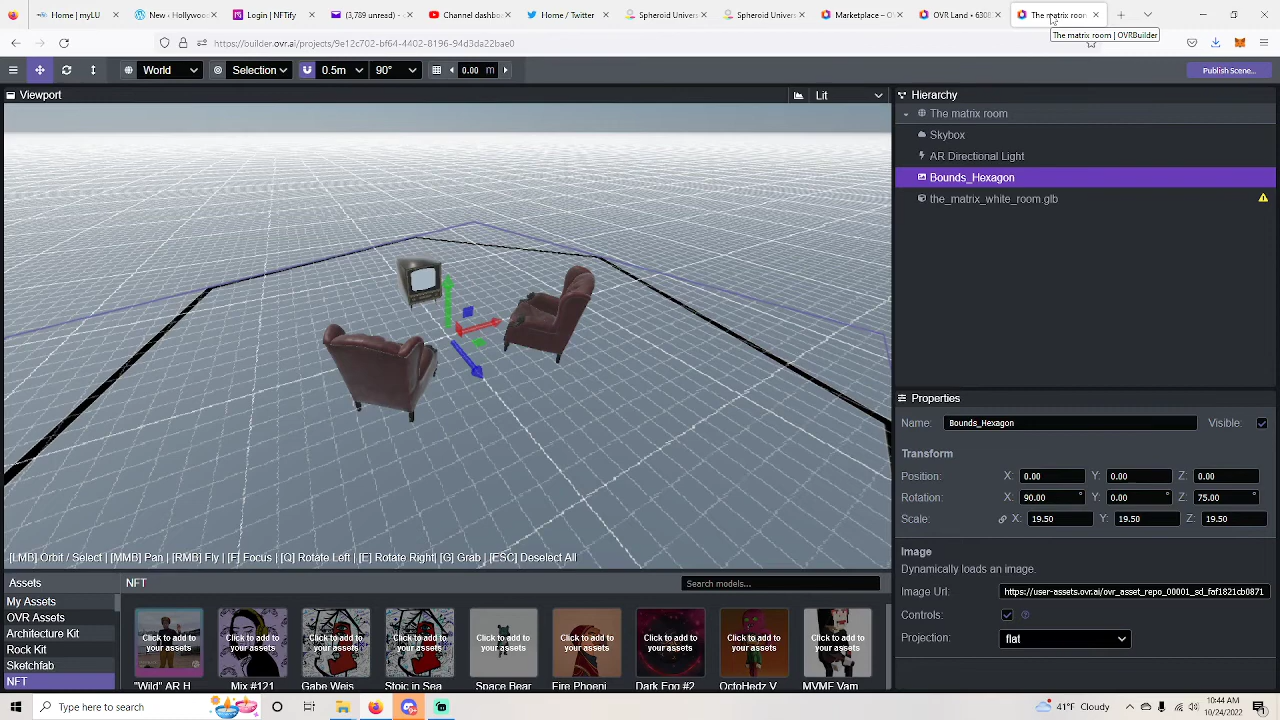 New · Hollywoo
Login | NFTify
(3,789 unread) -
Channel dashbo
Home / Twitter
Spheroid Univers
Spheroid Univers
Marketplace – O
OVR Land • 630
The matrix room
The matrix room | OVRBuilder
https://builder.ovr.ai/projects/9e12c702-bf64-4402-8196-94d3da22bae0
World
Selection
0.5m
90°
0.00 m
Publish Scene...
Viewport
Lit
Hierarchy
The matrix room
Skybox
AR Directional Light
Bounds_Hexagon
the_matrix_white_room.glb
Properties
Name: Bounds_Hexagon Visible:
Transform
Position: X: 0.00 Y: 0.00 Z: 0.00
Rotation: X: 90.00 ° Y: 0.00 ° Z: 75.00 °
Scale: X: 19.50 Y: 19.50 Z: 19.50
Image
Dynamically loads an image.
Image Url: https://user-assets.ovr.ai/ovr_asset_repo_00001_sd_faf1821cb0871
Controls:
Projection: flat
[LMB] Orbit / Select | [MMB] Pan | [RMB] Fly | [F] Focus | [Q] Rotate Left | [E] Rotate Right | [G] Grab | [ESC] Deselect All
Assets
NFT
Search models...
My Assets
OVR Assets
Architecture Kit
Rock Kit
Sketchfab
NFT
Click to add to your assets
Click to add to your assets
Click to add to your assets
Click to add to your assets
Click to add to your assets
Click to add to your assets
Click to add to your assets
Click to add to your assets
Click to add to your assets
"Wild" AR H
Mix #121
Gabe Weis
Stoic in Sea
Space Bear
Fire Phoeni
Dark Egg #2
OctoHedz V
MVMF Vam
Type here to search
41°F Cloudy
10:44 AM
10/24/2022